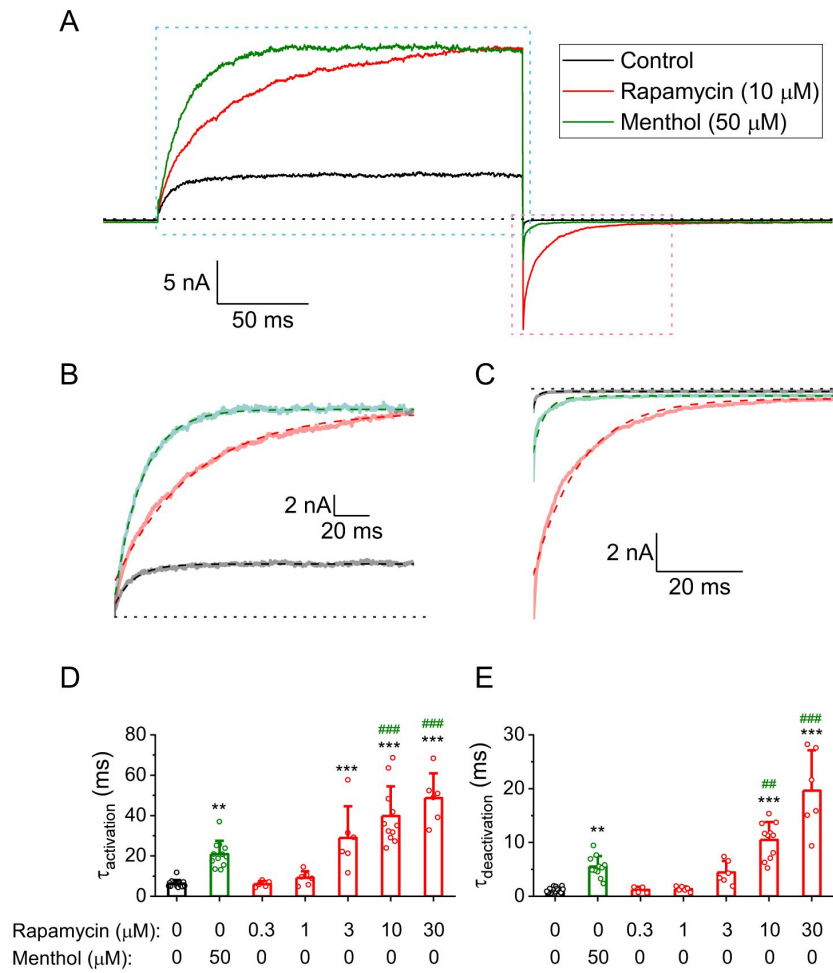 A
Control
Rapamycin (10 μM)
Menthol (50 μM)
5 nA
50 ms
B
C
2 nA
20 ms
2 nA
20 ms
D
E
80
60
40
20
0
τactivation (ms)
**
***
###
***
###
***
30
20
10
0
τdeactivation (ms)
**
##
***
###
***
Rapamycin (μM): 0 0 0.3 1 3 10 30 0 0 0.3 1 3 10 30
Menthol (μM): 0 50 0 0 0 0 0 0 50 0 0 0 0 0